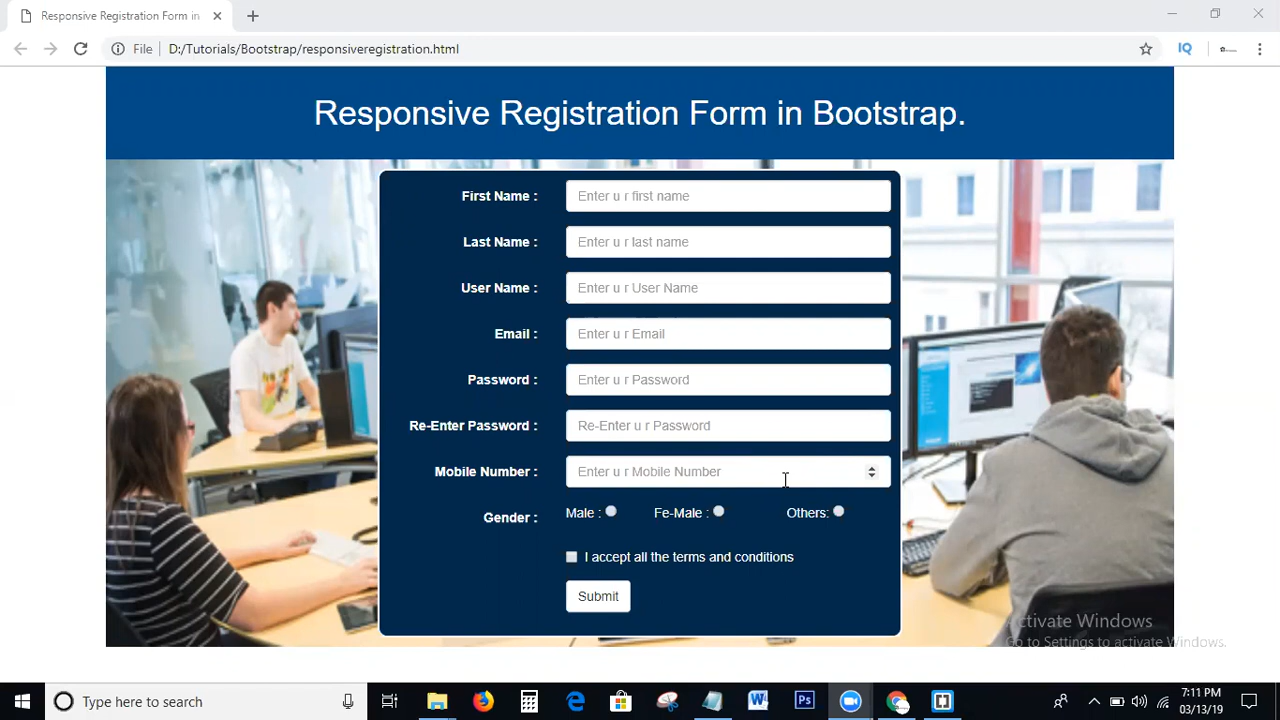 Responsive Registration Form in
File
D:/Tutorials/Bootstrap/responsiveregistration.html
IQ
Responsive Registration Form in Bootstrap.
First Name :
Enter u r first name
Last Name :
Enter u r last name
User Name :
Enter u r User Name
Email :
Enter u r Email
Password :
Enter u r Password
Re-Enter Password :
Re-Enter u r Password
Mobile Number :
Enter u r Mobile Number
Gender :
Male :
Fe-Male :
Others:
I accept all the terms and conditions
Submit
Activate Windows
Go to Settings to activate Windows.
Type here to search
W
Ps
7:11 PM
03/13/19